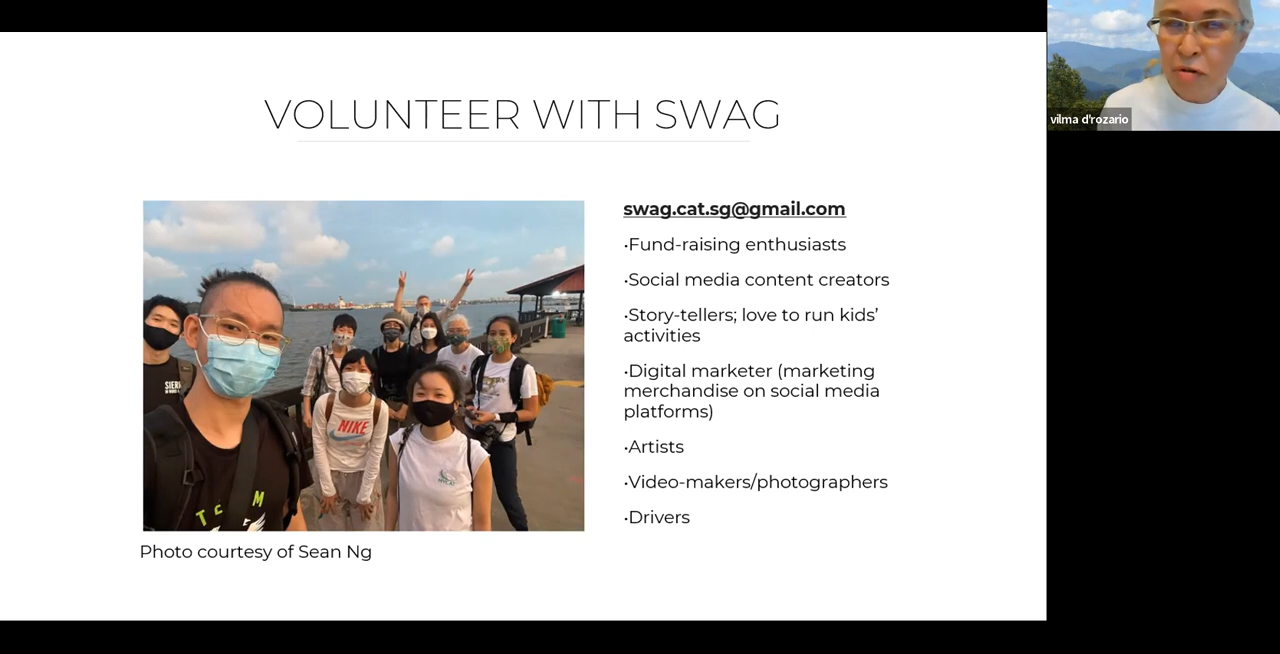 VOLUNTEER WITH SWAG
swag.cat.sg@gmail.com
•Fund-raising enthusiasts
•Social media content creators
•Story-tellers; love to run kids’
activities
•Digital marketer (marketing
merchandise on social media
platforms)
•Artists
•Video-makers/photographers
•Drivers
Photo courtesy of Sean Ng
vilma d'rozario
NIKE